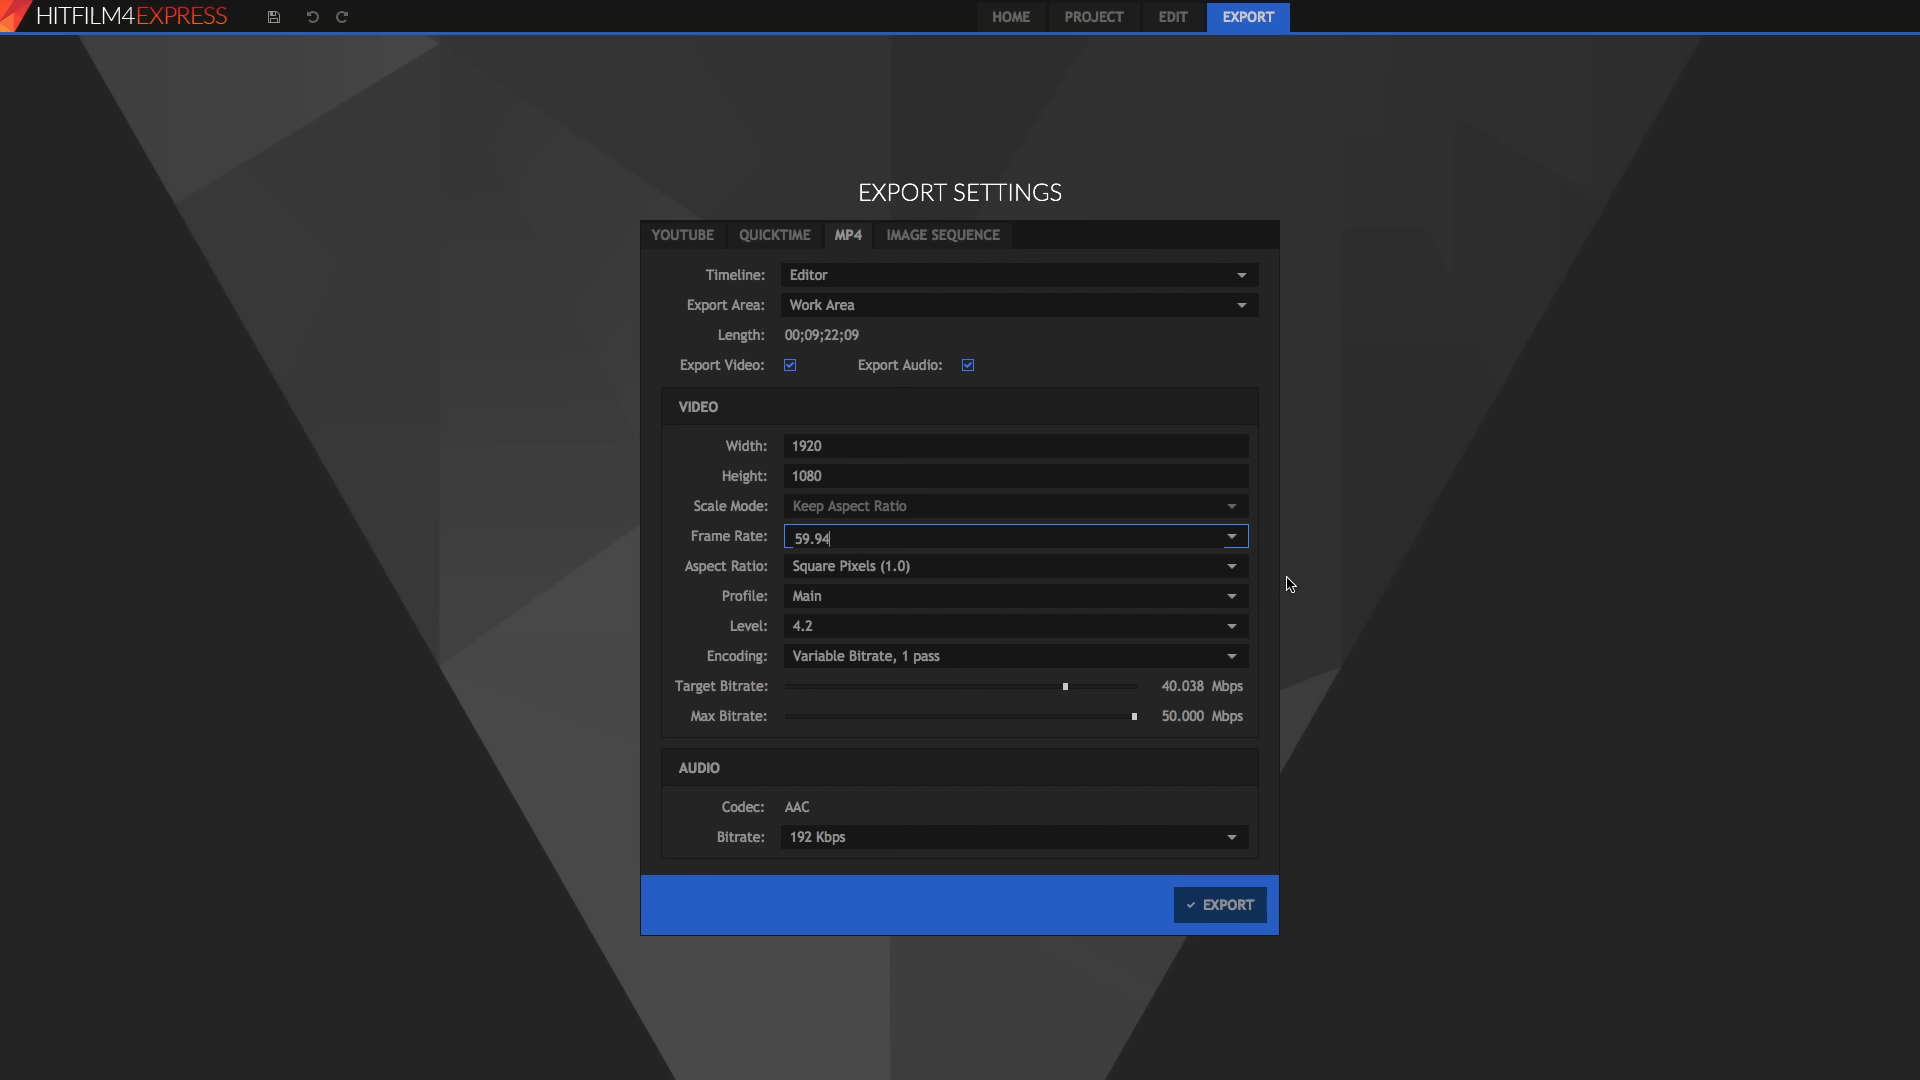 HITFILM4EXPRESS
HOME PROJECT EDIT EXPORT
EXPORT SETTINGS
YOUTUBE QUICKTIME MP4 IMAGE SEQUENCE
Timeline: Editor
Export Area: Work Area
Length: 00;09;22;09
Export Video: Export Audio:
VIDEO
Width: 1920
Height: 1080
Scale Mode: Keep Aspect Ratio
Frame Rate: 59.94
Aspect Ratio: Square Pixels (1.0)
Profile: Main
Level: 4.2
Encoding: Variable Bitrate, 1 pass
Target Bitrate: 40.038 Mbps
Max Bitrate: 50.000 Mbps
AUDIO
Codec: AAC
Bitrate: 192 Kbps
EXPORT